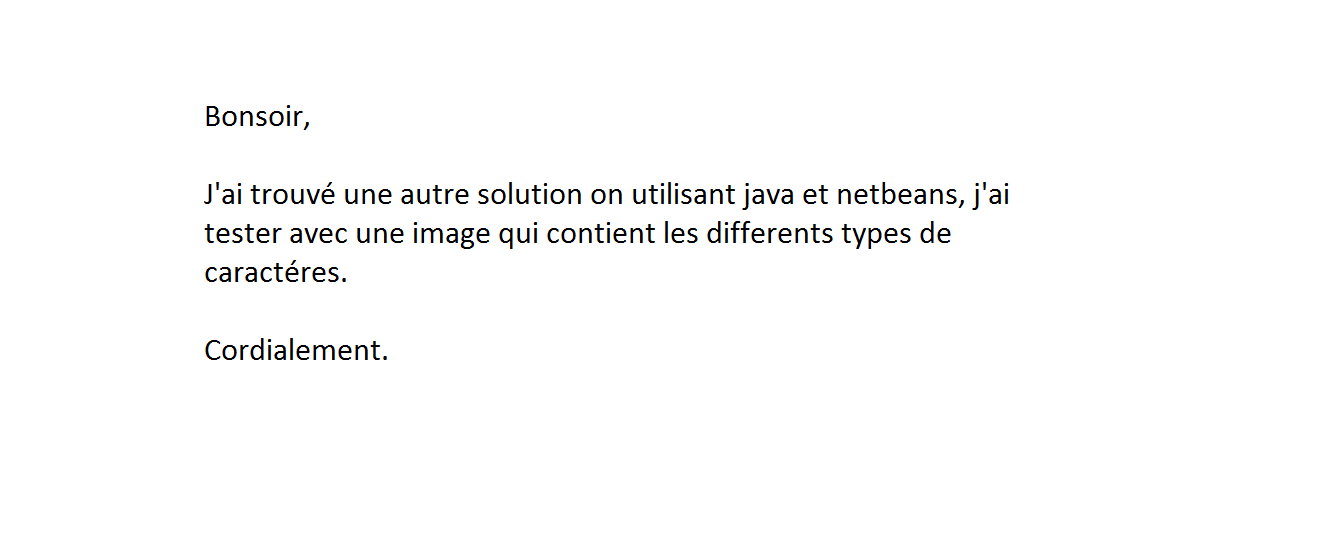 Bonsoir,
J'ai trouvé une autre solution on utilisant java et netbeans, j'ai
tester avec une image qui contient les differents types de
caractéres.
Cordialement.